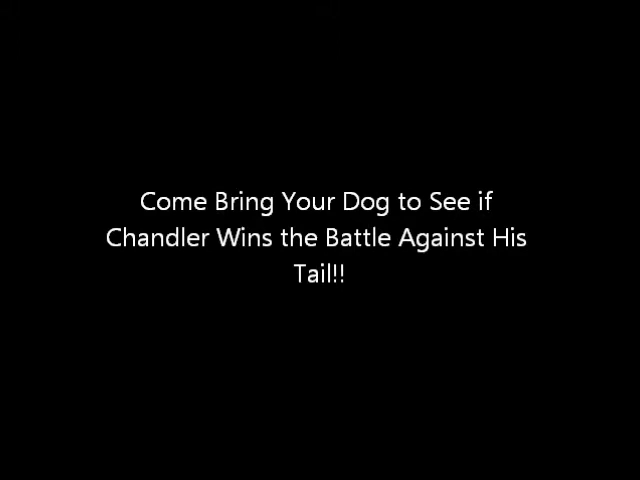 Come Bring Your Dog to See if
Chandler Wins the Battle Against His
Tail!!